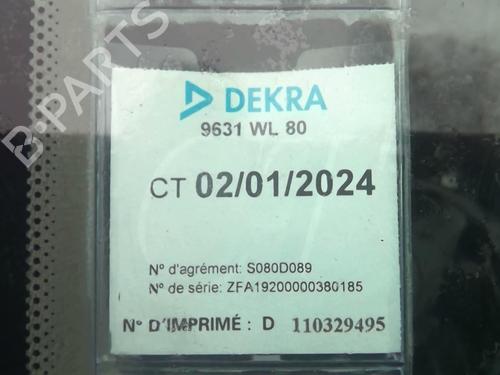 B-PARTS
DEKRA
9631 WL 80
CT 02/01/2024
N° d'agrément: S080D089
N° de série: ZFA19200000380185
N° D'IMPRIMÉ : D 110329495